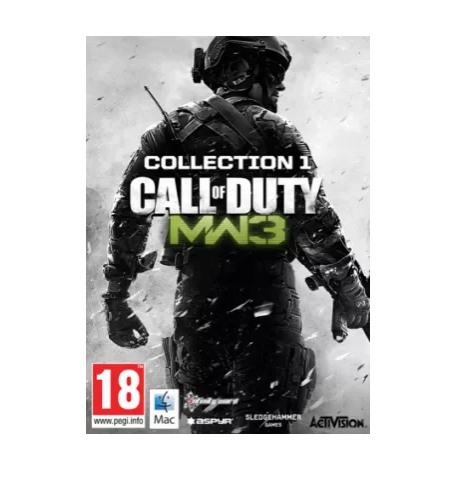 COLLECTION 1
CALL OF DUTY
MW3
18
www.pegi.info
Mac
ASPYR
SLEDGEHAMMER
GAMES
ACTIVISION